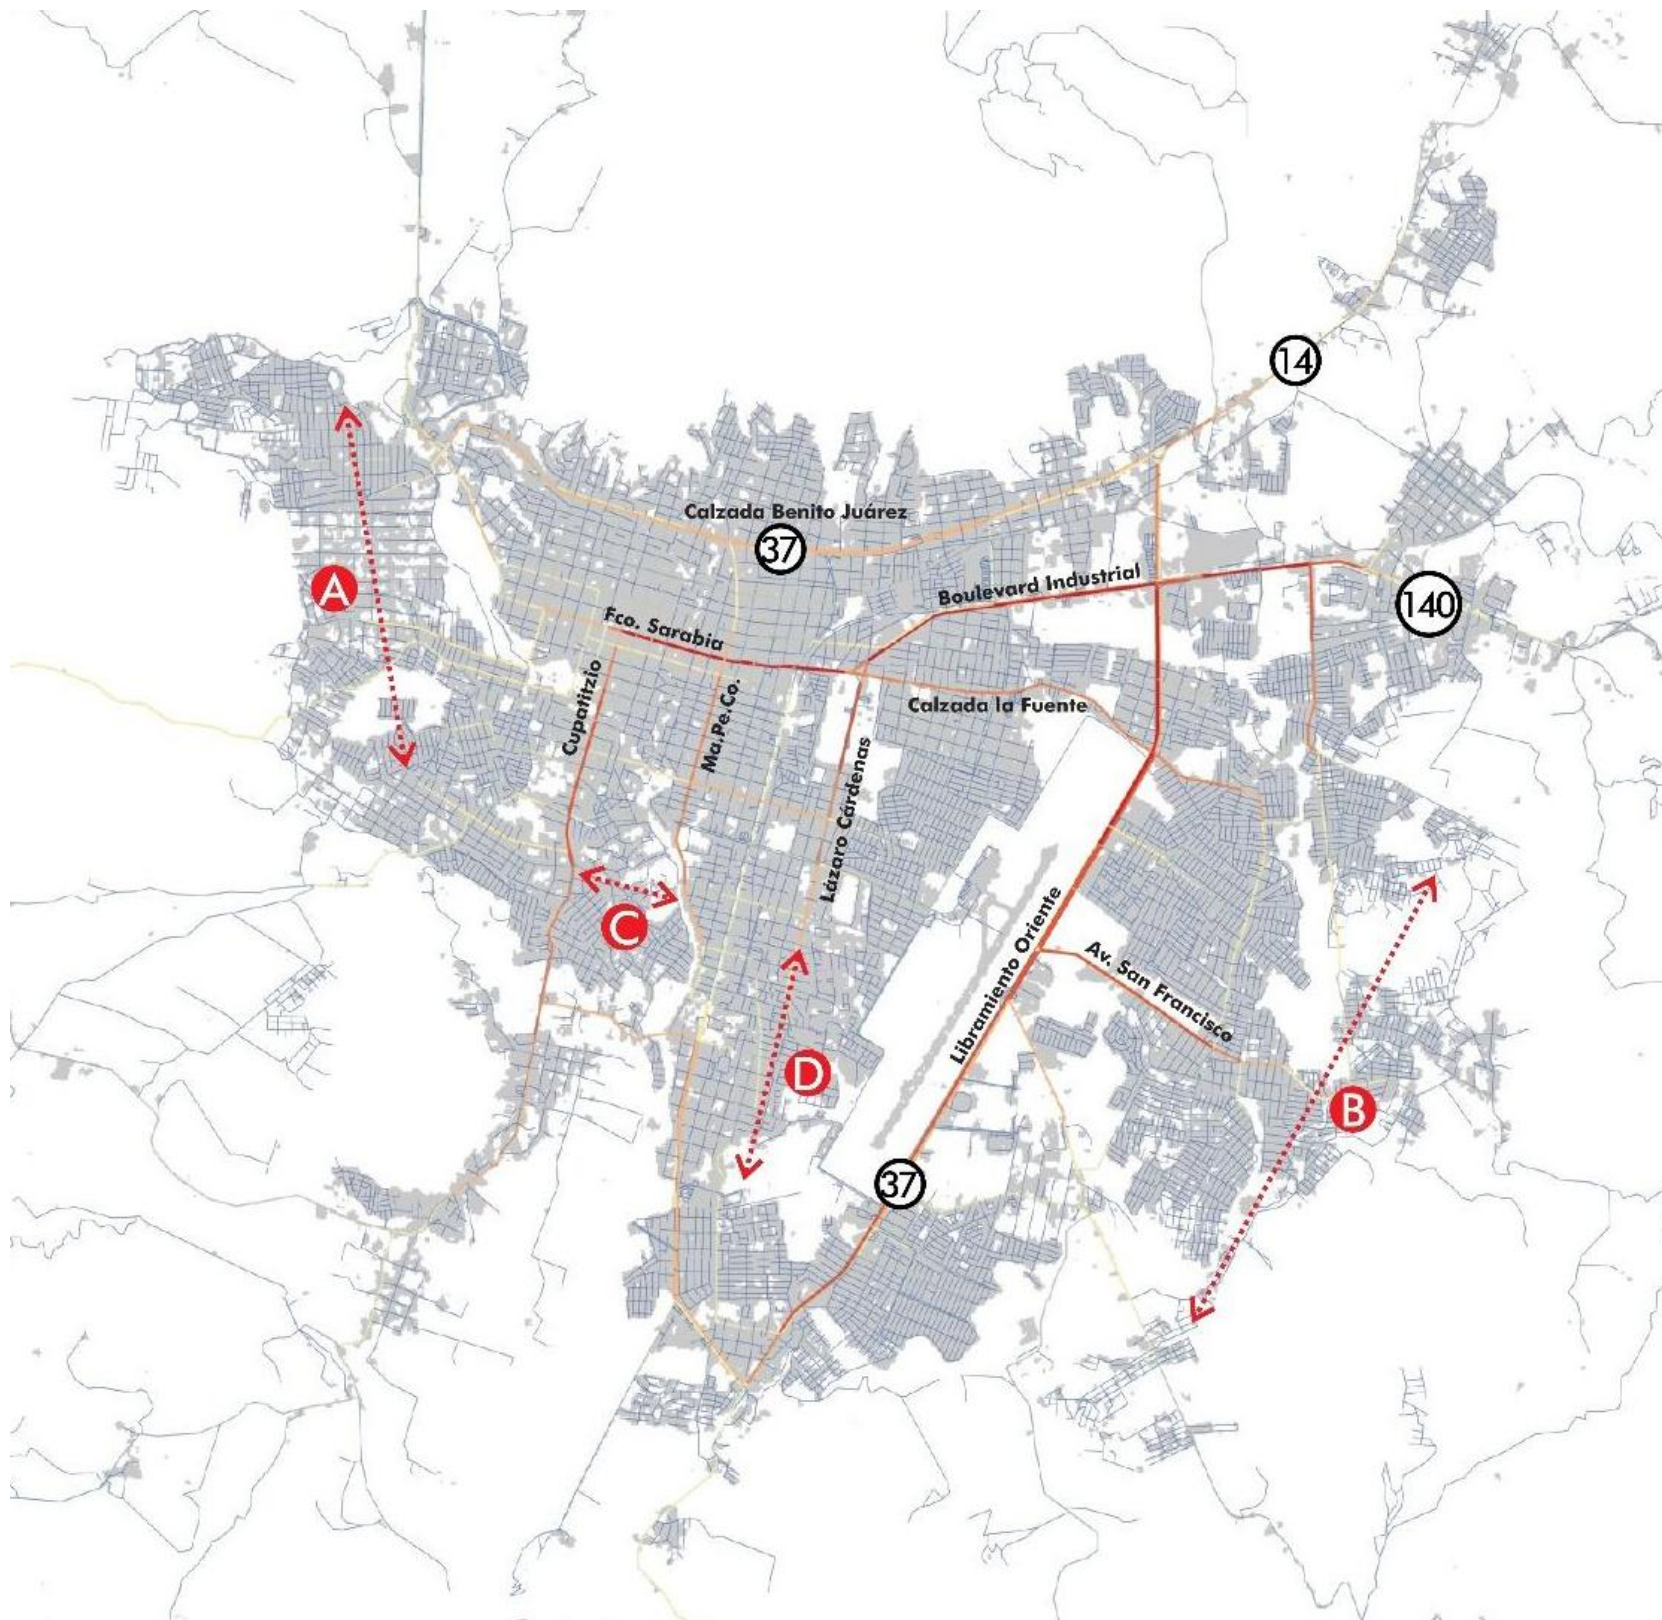 14
Calzada Benito Juárez
37
Boulevard Industrial
A
140
Fco. Sarabia
Cupatitzio
Ma.Pe.Co.
Calzada la Fuente
Lázaro Cárdenas
C
Libramiento Oriente
Av. San Francisco
D
B
37